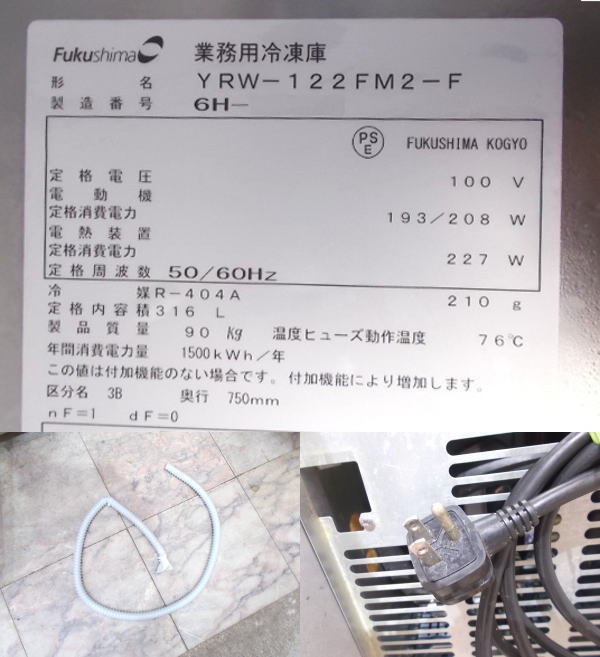 Fukushima 業務用冷凍庫
形名 YRW-122FM2-F
製造番号 6H-
PS
E FUKUSHIMA KOGYO
定格電圧 100 V
電動機
定格消費電力 193/208 W
電熱装置
定格消費電力 227 W
定格周波数 50/60Hz
冷媒 R-404A 210 g
定格内容積 316 L
製品質量 90 Kg 温度ヒューズ動作温度 76℃
年間消費電力量 1500kWh/年
この値は付加機能のない場合です。付加機能により増加します。
区分名 3B 奥行 750mm
nF=1 dF=0